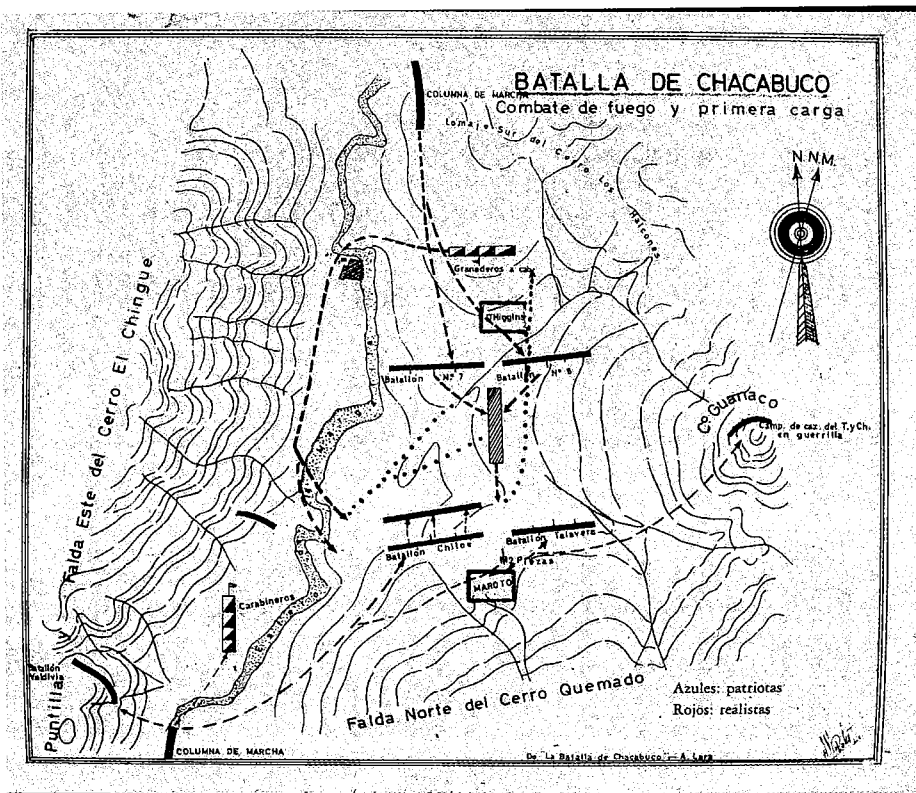 BATALLA DE CHACABUCO
Combate de fuego y primera carga
COLUMNA DE MARCHA
Lomaje Sur del Cerro Los Halcones
N. N.M.
Granaderos a cab
O'Higgins
Batallón Nº 7
Batallón Nº 8
Cº Guanaco
Camp. de caz. del T. y Ch.
en guerrilla
Falda Este del Cerro El Chingue
Batallón Chiloe
Batallón Talavera
2 Piezas
MAROTO
Carabineros
Batallón
Valdivia
Puntilla
Falda Norte del Cerro Quemado
Azules: patriotas
Rojos: realistas
COLUMNA DE MARCHA
De "La Batalla de Chacabuco" - A. Lara